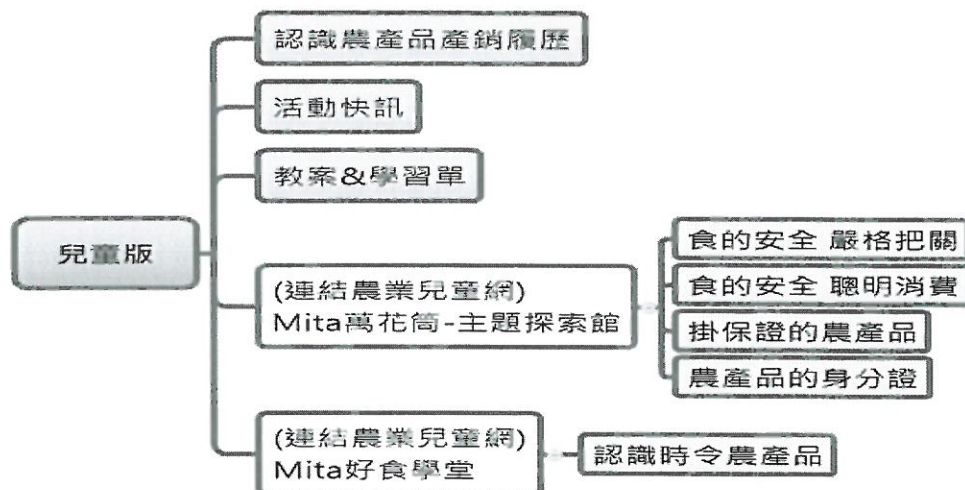 認識農產品產銷履歷
活動快訊
教案&學習單
兒童版
(連結農業兒童網)
Mita萬花筒-主題探索館
食的安全 嚴格把關
食的安全 聰明消費
掛保證的農產品
農產品的身分證
(連結農業兒童網)
Mita好食學堂
認識時令農產品